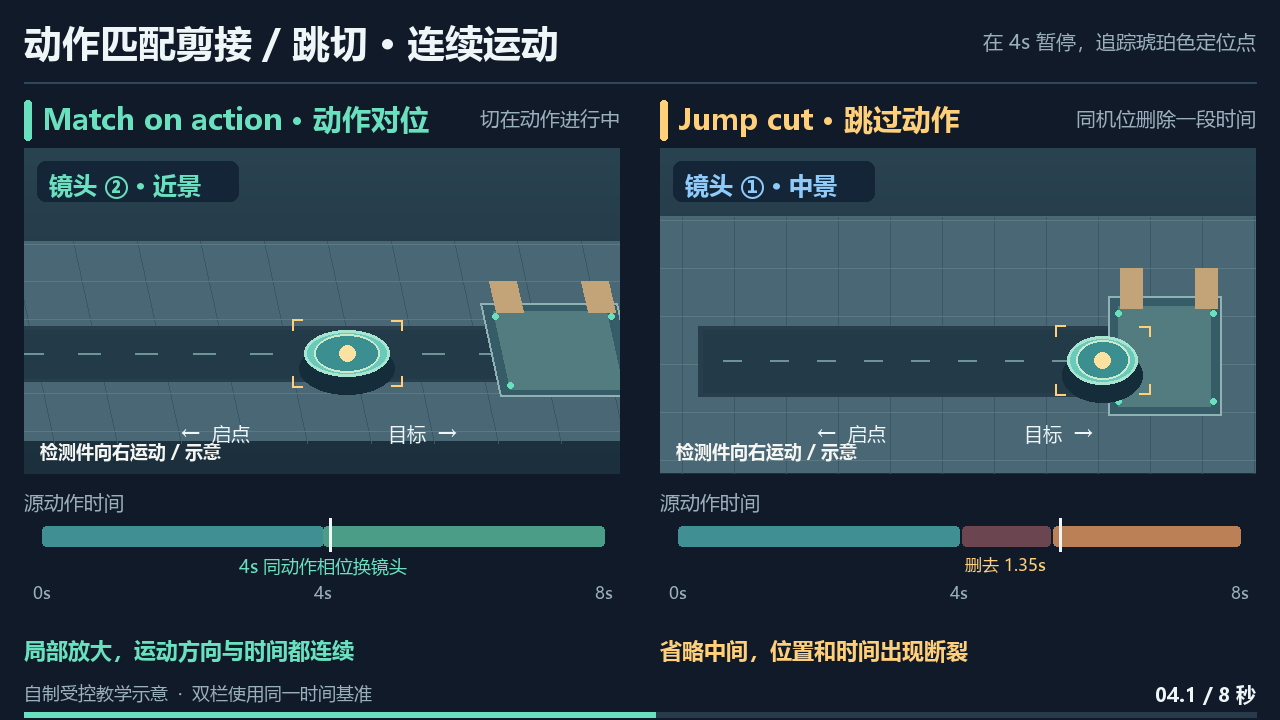 动作匹配剪接 / 跳切 • 连续运动
在 4s 暂停，追踪琥珀色定位点
Match on action • 动作对位
切在动作进行中
镜头 ② • 近景
← 启点
目标 →
检测件向右运动 / 示意
源动作时间
4s 同动作相位换镜头
0s
4s
8s
局部放大，运动方向与时间都连续
Jump cut • 跳过动作
同机位删除一段时间
镜头 ① • 中景
← 启点
目标 →
检测件向右运动 / 示意
源动作时间
删去 1.35s
0s
4s
8s
省略中间，位置和时间出现断裂
自制受控教学示意 · 双栏使用同一时间基准
04.1 / 8 秒